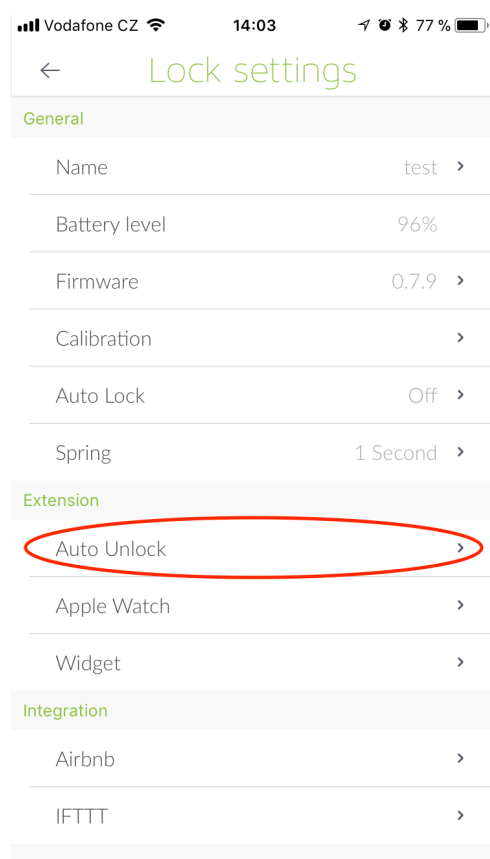 Vodafone CZ 14:03 77 %
Lock settings
General
Name test
Battery level 96%
Firmware 0.7.9
Calibration
Auto Lock Off
Spring 1 Second
Extension
Auto Unlock
Apple Watch
Widget
Integration
Airbnb
IFTTT